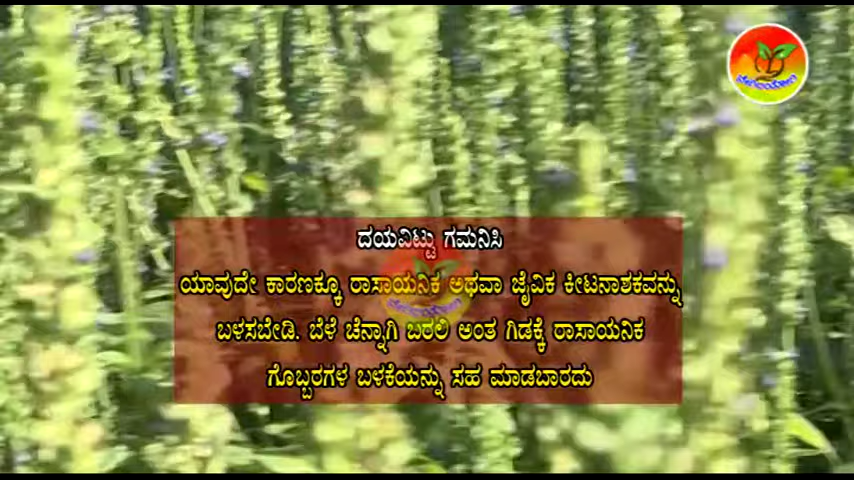 ದಯವಿಟ್ಟು ಗಮನಿಸಿ
ಯಾವುದೇ ಕಾರಣಕ್ಕೂ ರಾಸಾಯನಿಕ ಅಥವಾ ಜೈವಿಕ ಕೀಟನಾಶಕವನ್ನು
ಬಳಸಬೇಡಿ. ಬೆಳೆ ಚೆನ್ನಾಗಿ ಬರಲಿ ಅಂತ ಗಿಡಕ್ಕೆ ರಾಸಾಯನಿಕ
ಗೊಬ್ಬರಗಳ ಬಳಕೆಯನ್ನು ಸಹ ಮಾಡಬಾರದು